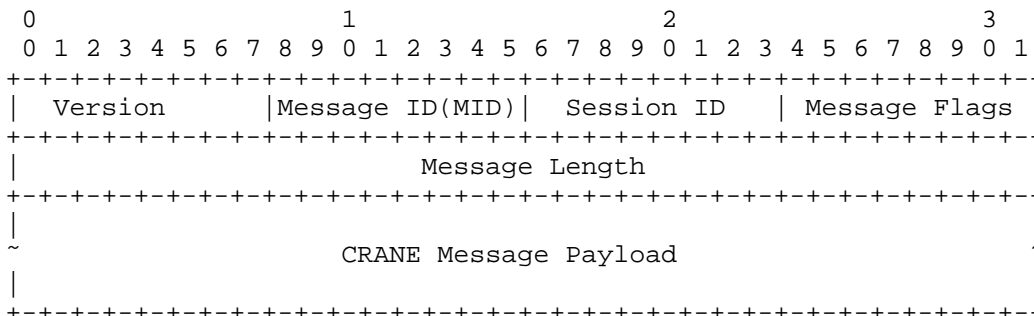 0                   1                   2                   3
 0 1 2 3 4 5 6 7 8 9 0 1 2 3 4 5 6 7 8 9 0 1 2 3 4 5 6 7 8 9 0 1
+-+-+-+-+-+-+-+-+-+-+-+-+-+-+-+-+-+-+-+-+-+-+-+-+-+-+-+-+-+-+-+-
|  Version      |Message ID(MID)|  Session ID   | Message Flags
+-+-+-+-+-+-+-+-+-+-+-+-+-+-+-+-+-+-+-+-+-+-+-+-+-+-+-+-+-+-+-+-
|                        Message Length
+-+-+-+-+-+-+-+-+-+-+-+-+-+-+-+-+-+-+-+-+-+-+-+-+-+-+-+-+-+-+-+-
|
~                    CRANE Message Payload                      ~
|
+-+-+-+-+-+-+-+-+-+-+-+-+-+-+-+-+-+-+-+-+-+-+-+-+-+-+-+-+-+-+-+-